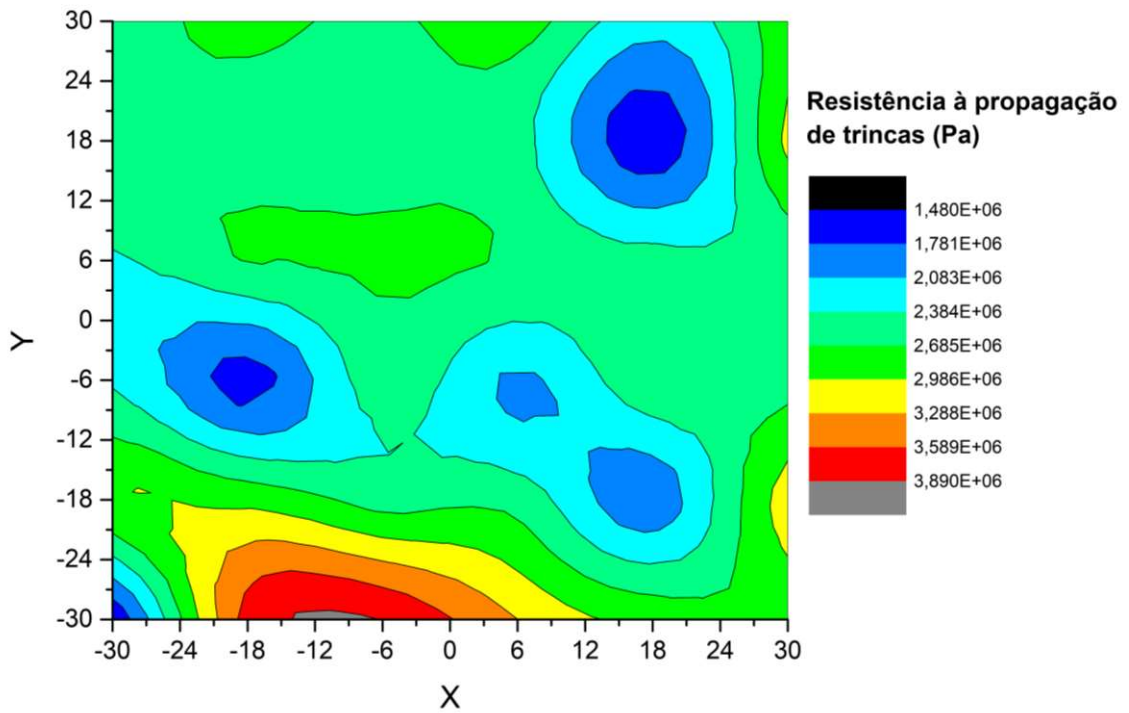 30
24
18
12
6
0
-6
-12
-18
-24
-30
Y
-30 -24 -18 -12 -6 0 6 12 18 24 30
X
Resistência à propagação
de trincas (Pa)
1,480E+06
1,781E+06
2,083E+06
2,384E+06
2,685E+06
2,986E+06
3,288E+06
3,589E+06
3,890E+06